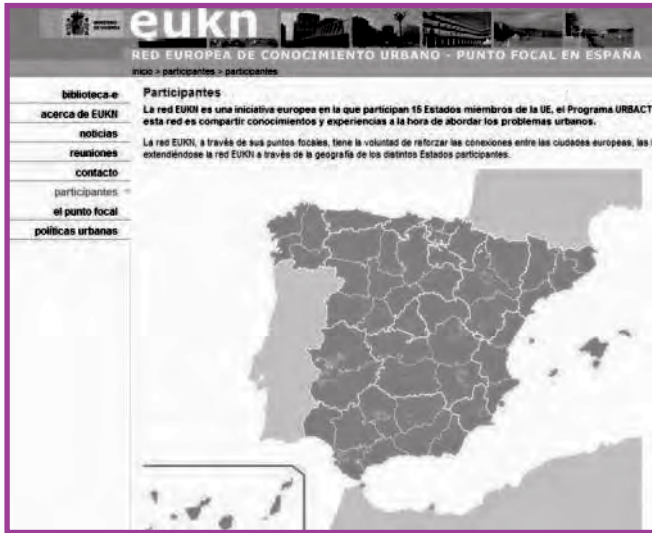 eukn
RED EUROPEA DE CONOCIMIENTO URBANO - PUNTO FOCAL EN ESPAÑA
inicio > participantes > participantes
biblioteca-e
acerca de EUKN
noticias
reuniones
contacto
participantes
el punto focal
políticas urbanas
Participantes
La red EUKN es una iniciativa europea en la que participan 15 Estados miembros de la UE, el Programa URBACT
esta red es compartir conocimientos y experiencias a la hora de abordar los problemas urbanos.
La red EUKN, a través de sus puntos focales, tiene la voluntad de reforzar las conexiones entre las ciudades europeas, las
extendiéndose la red EUKN a través de la geografía de los distintos Estados participantes.